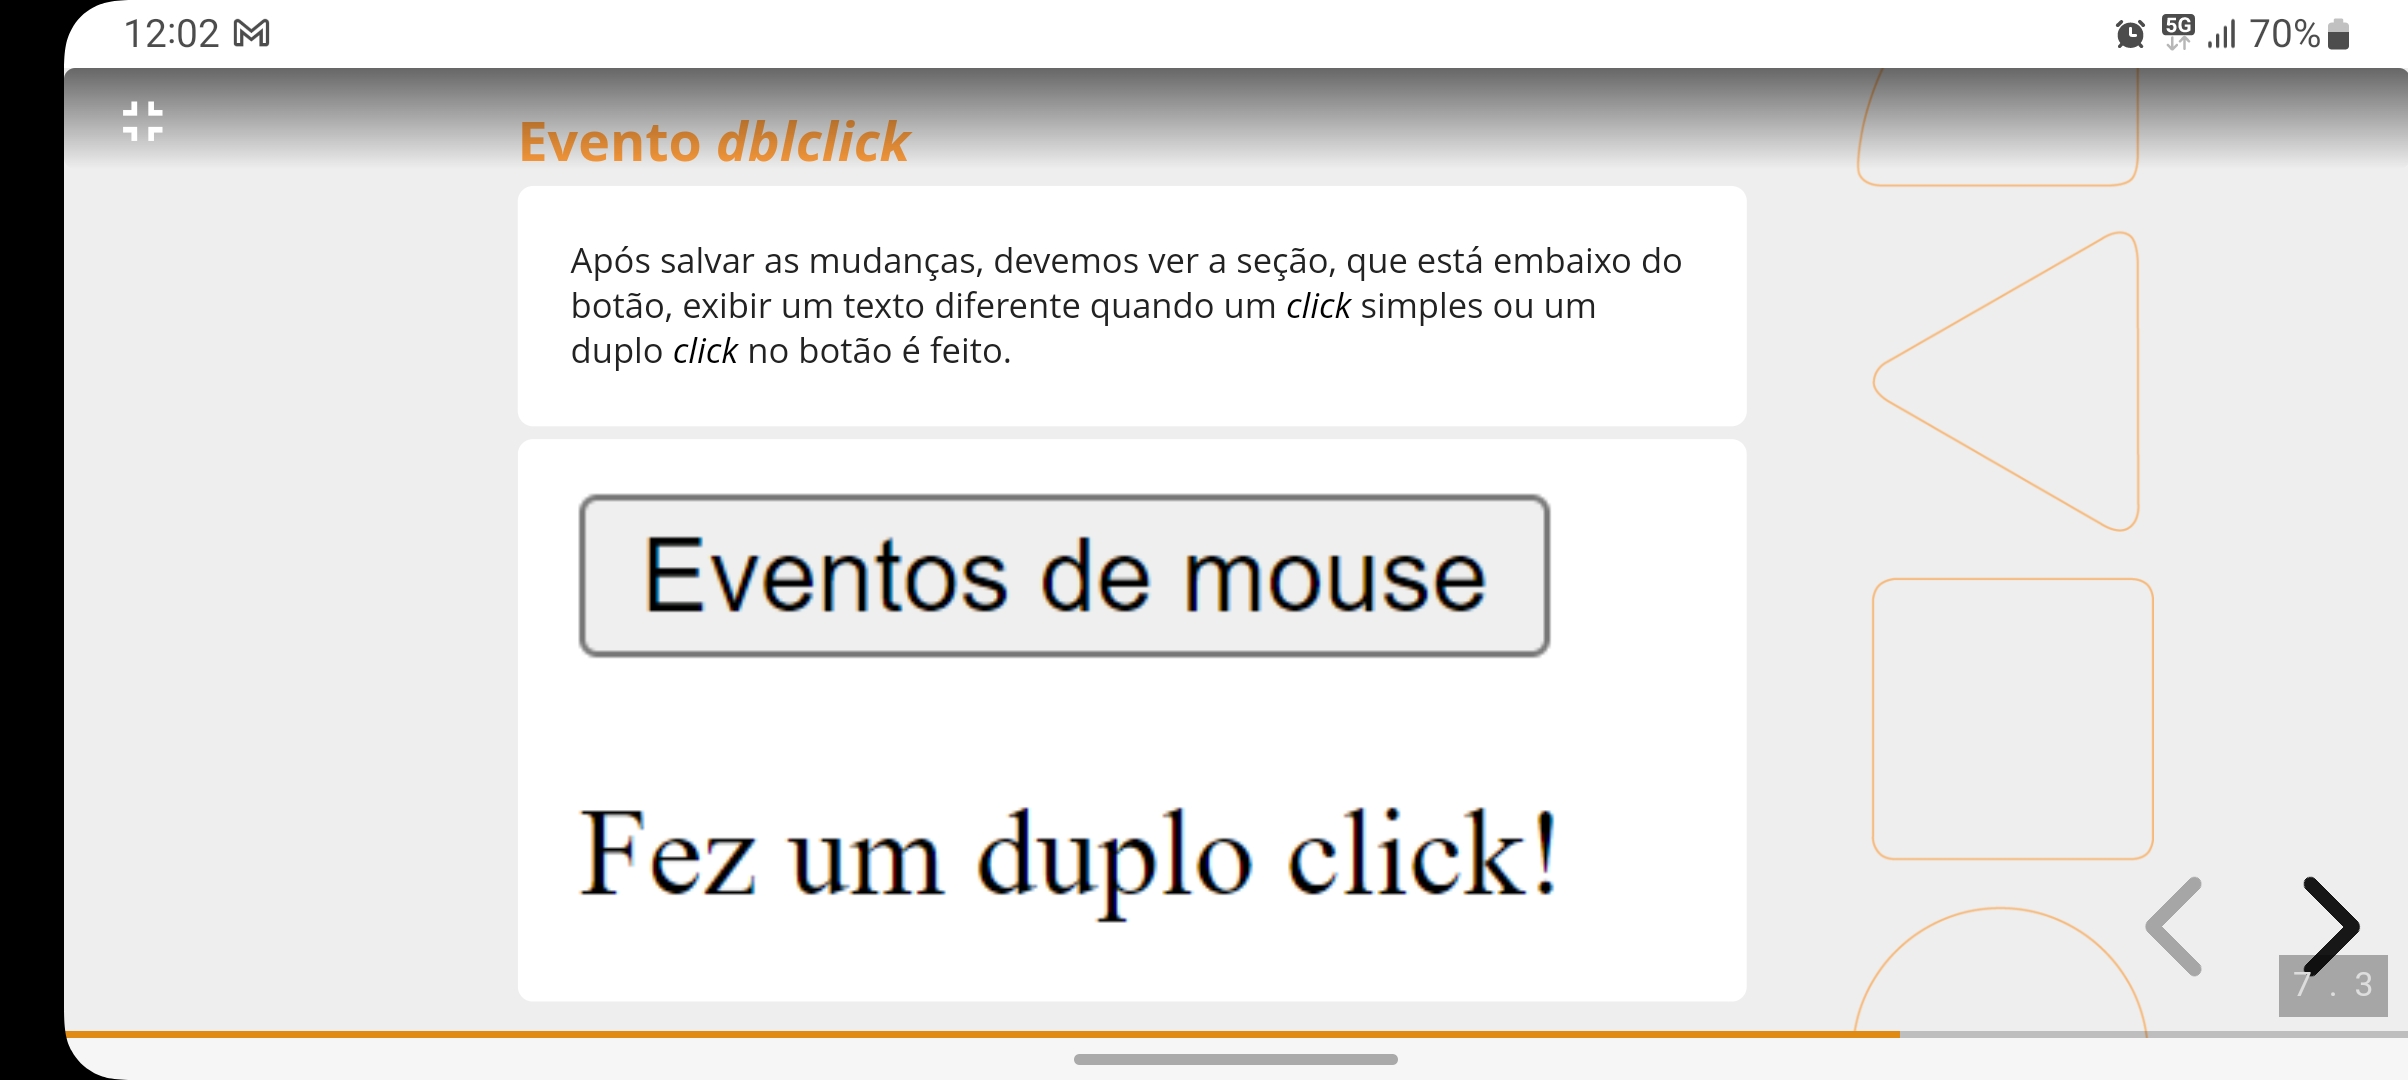 12:02
5G
70%
Evento dblclick
Após salvar as mudanças, devemos ver a seção, que está embaixo do
botão, exibir um texto diferente quando um click simples ou um
duplo click no botão é feito.
Eventos de mouse
Fez um duplo click!
7 . 3